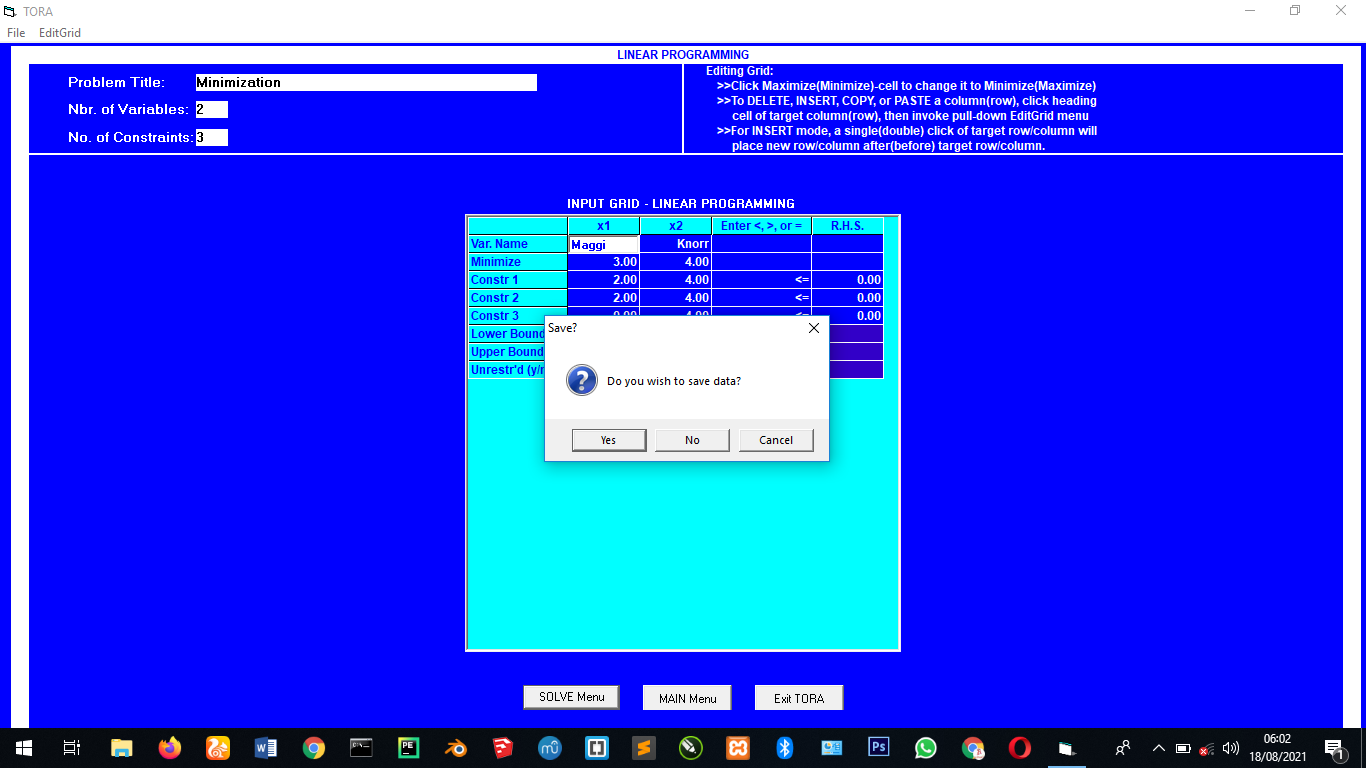 TORA
File EditGrid
LINEAR PROGRAMMING
Problem Title: Minimization
Nbr. of Variables: 2
No. of Constraints: 3
Editing Grid:
>>Click Maximize(Minimize)-cell to change it to Minimize(Maximize)
>>To DELETE, INSERT, COPY, or PASTE a column(row), click heading
cell of target column(row), then invoke pull-down EditGrid menu
>>For INSERT mode, a single(double) click of target row/column will
place new row/column after(before) target row/column.
INPUT GRID - LINEAR PROGRAMMING
x1 x2 Enter <, >, or = R.H.S.
Var. Name Maggi Knorr
Minimize 3.00 4.00
Constr 1 2.00 4.00 <= 0.00
Constr 2 2.00 4.00 <= 0.00
Constr 3 0.00
Lower Bound
Upper Bound
Unrestr'd (y/n
Save?
Do you wish to save data?
Yes No Cancel
SOLVE Menu MAIN Menu Exit TORA
W PE Ps
06:02
18/08/2021
1